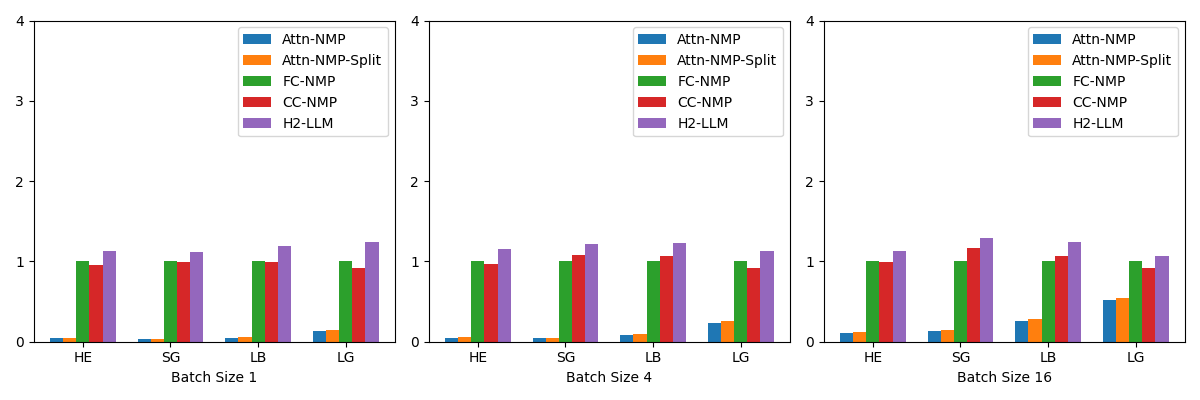 4
3
2
1
0
Attn-NMP
Attn-NMP-Split
FC-NMP
CC-NMP
H2-LLM
HE SG LB LG
Batch Size 1
4
3
2
1
0
Attn-NMP
Attn-NMP-Split
FC-NMP
CC-NMP
H2-LLM
HE SG LB LG
Batch Size 4
4
3
2
1
0
Attn-NMP
Attn-NMP-Split
FC-NMP
CC-NMP
H2-LLM
HE SG LB LG
Batch Size 16